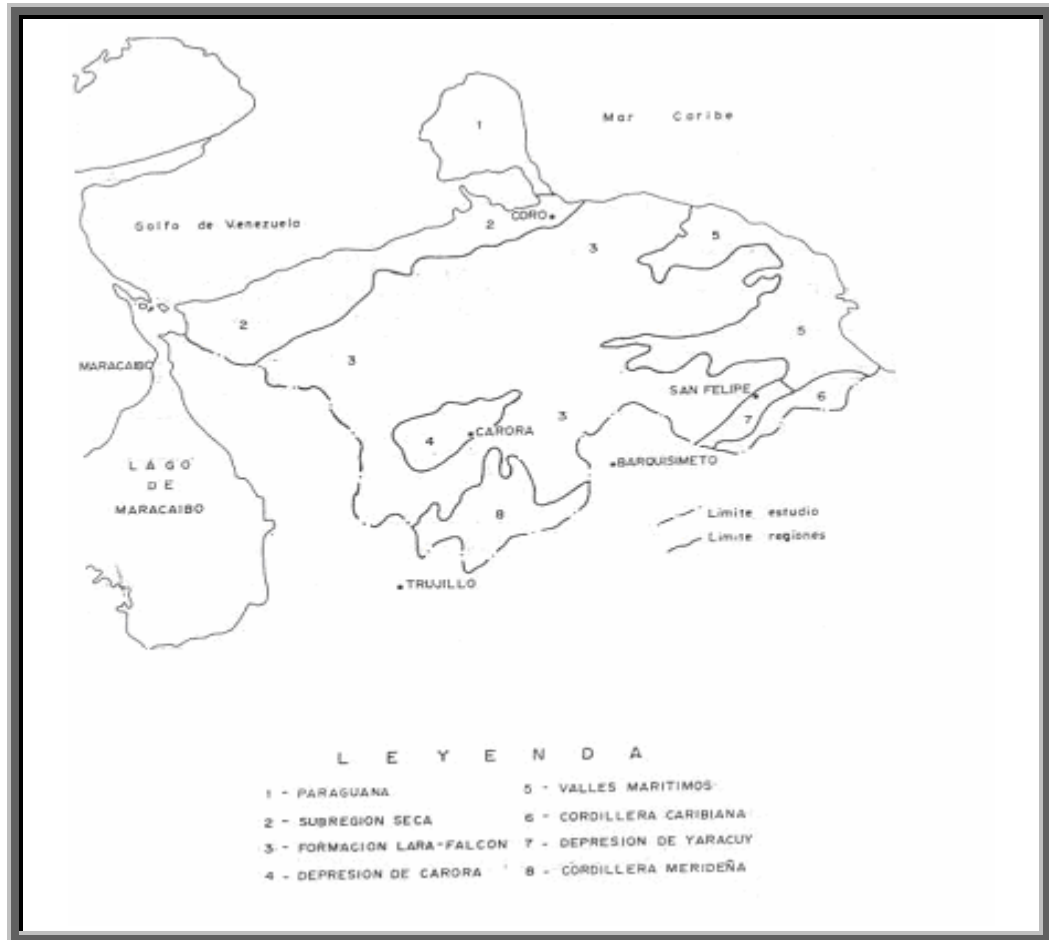 Mar Caribe
1
Golfo de Venezuela
CORO
2
3
5
2
5
3
MARACAIBO
SAN FELIPE
6
7
3
4
CARORA
BARQUISIMETO
LAGO
DE
MARACAIBO
8
Limite estudio
Limite regiones
TRUJILLO
LEYENDA
1 - PARAGUANA
2 - SUBREGION SECA
3 - FORMACION LARA-FALCON
4 - DEPRESION DE CARORA
5 - VALLES MARITIMOS
6 - CORDILLERA CARIBIANA
7 - DEPRESION DE YARACUY
8 - CORDILLERA MERIDEÑA